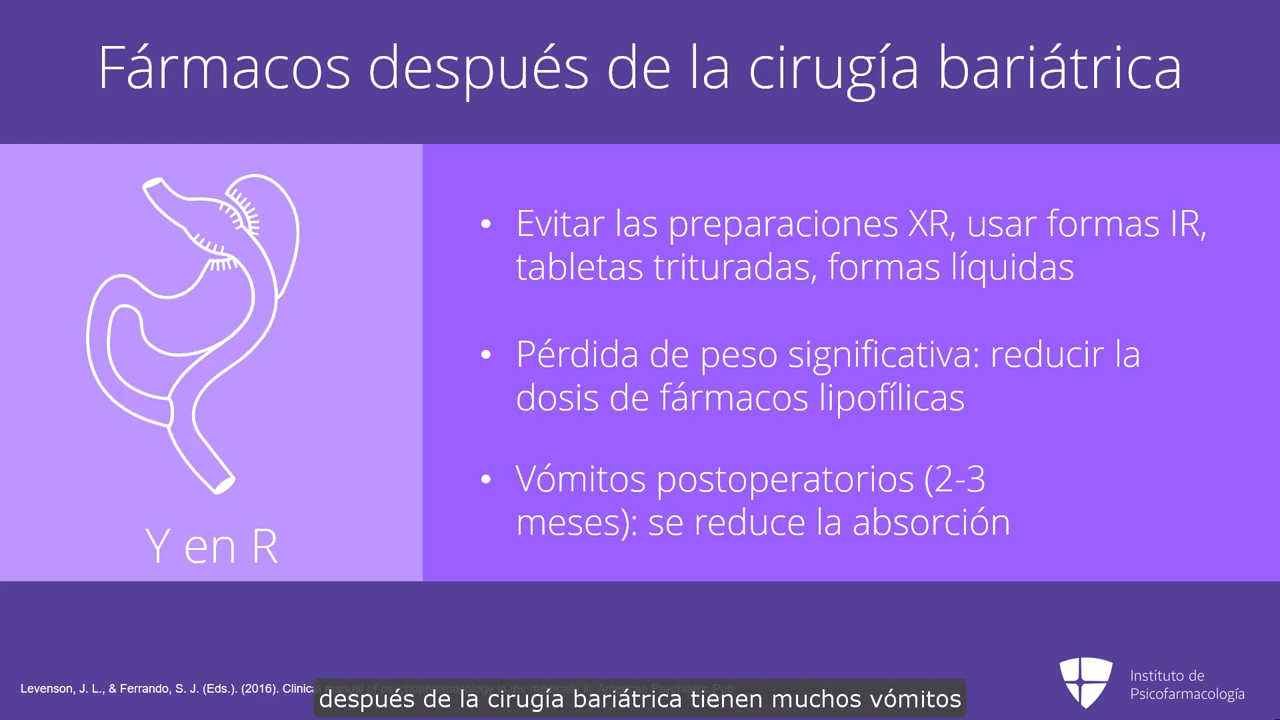 Fármacos después de la cirugía bariátrica
• Evitar las preparaciones XR, usar formas IR,
tabletas trituradas, formas líquidas
• Pérdida de peso significativa: reducir la
dosis de fármacos lipofílicas
• Vómitos postoperatorios (2-3
meses): se reduce la absorción
Y en R
Levenson, J. L., & Ferrando, S. J. (Eds.). (2016). Clinical
después de la cirugía bariátrica tienen muchos vómitos
Instituto de
Psicofarmacología